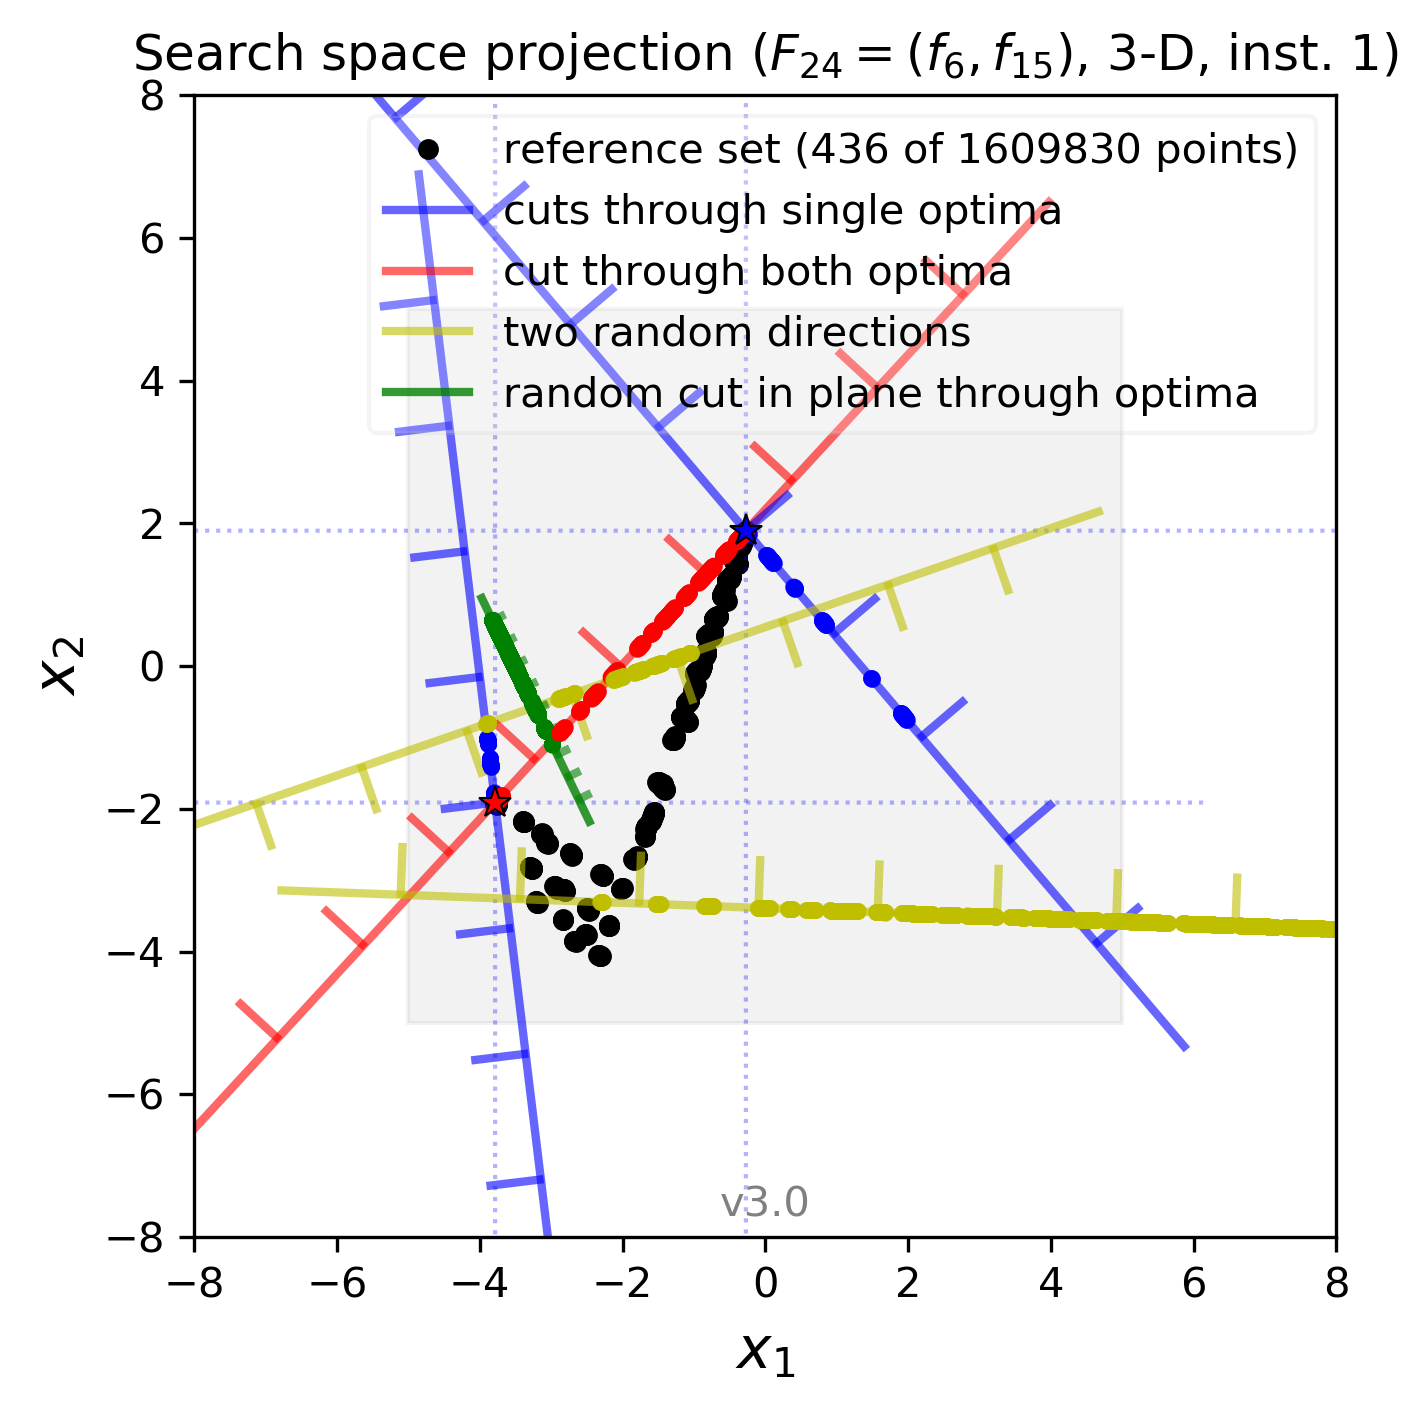 Search space projection (F₂₄ = (f₆, f₁₅), 3-D, inst. 1)
8
6
4
2
0
−2
−4
−6
−8
x₂
reference set (436 of 1609830 points)
cuts through single optima
cut through both optima
two random directions
random cut in plane through optima
v3.0
−8 −6 −4 −2 0 2 4 6 8
x₁